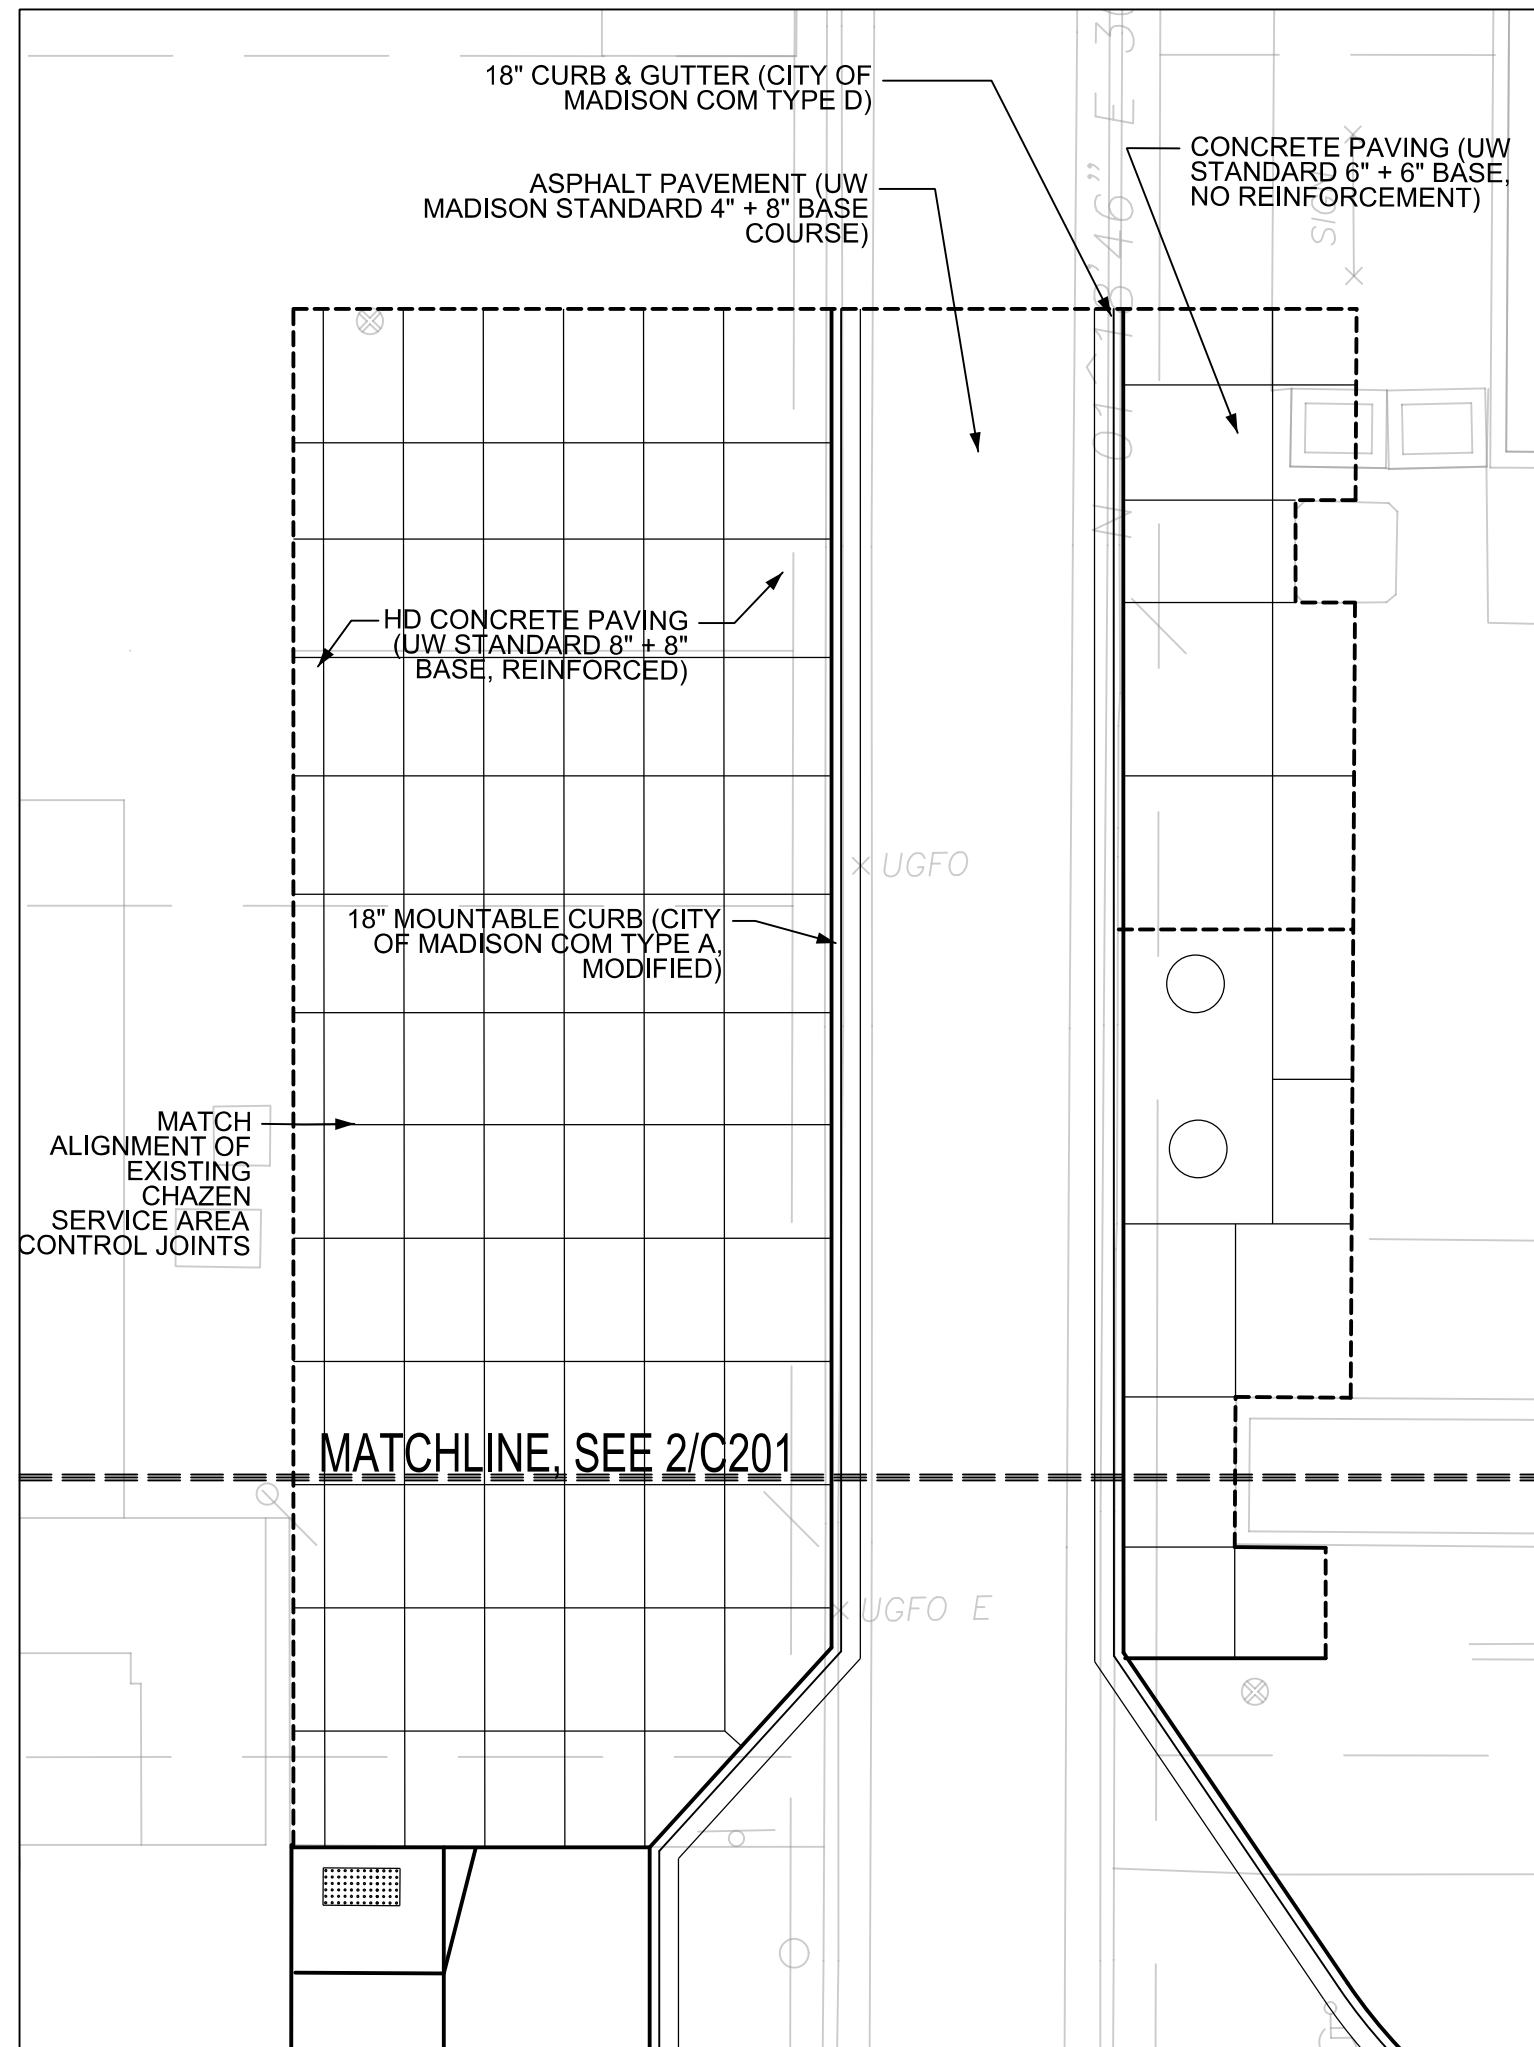 18" CURB & GUTTER (CITY OF
MADISON COM TYPE D)
CONCRETE PAVING (UW
STANDARD 6" + 6" BASE,
NO REINFORCEMENT)
ASPHALT PAVEMENT (UW
MADISON STANDARD 4" + 8" BASE
COURSE)
SIGN
HD CONCRETE PAVING
(UW STANDARD 8" + 8"
BASE, REINFORCED)
UGFO
18" MOUNTABLE CURB (CITY
OF MADISON COM TYPE A,
MODIFIED)
MATCH
ALIGNMENT OF
EXISTING
CHAZEN
SERVICE AREA
CONTROL JOINTS
MATCHLINE, SEE 2/C201
UGFO E